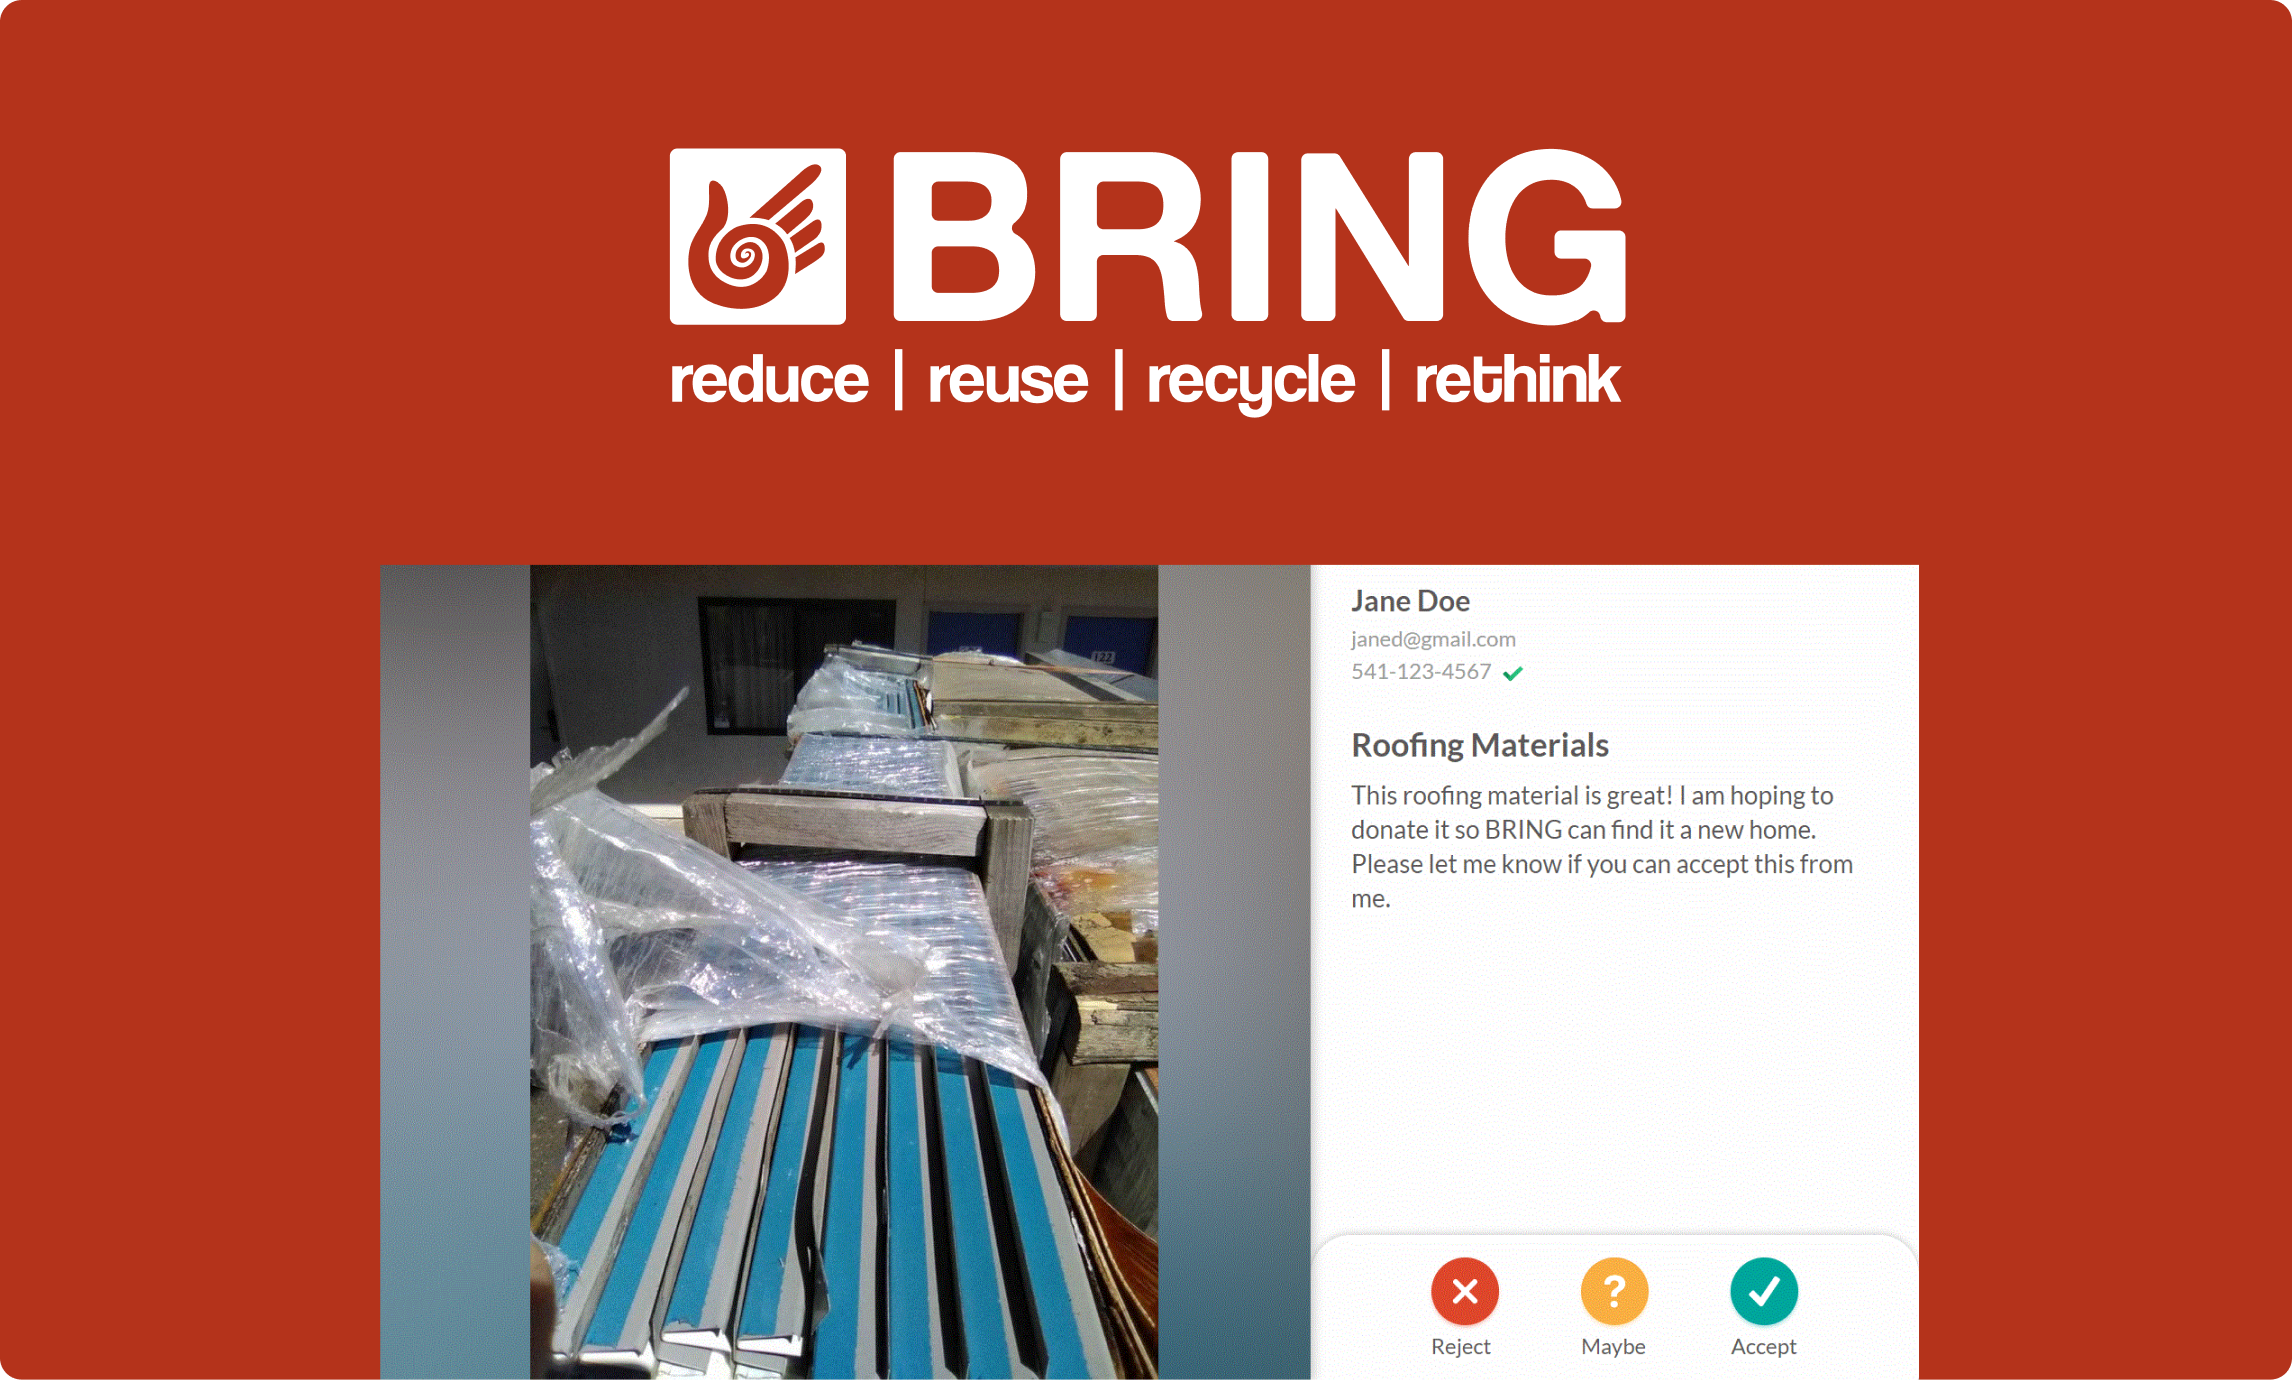 BRING
reduce | reuse | recycle | rethink
122
Jane Doe
janed@gmail.com
541-123-4567
Roofing Materials
This roofing material is great! I am hoping to
donate it so BRING can find it a new home.
Please let me know if you can accept this from
me.
?
Reject
Maybe
Accept